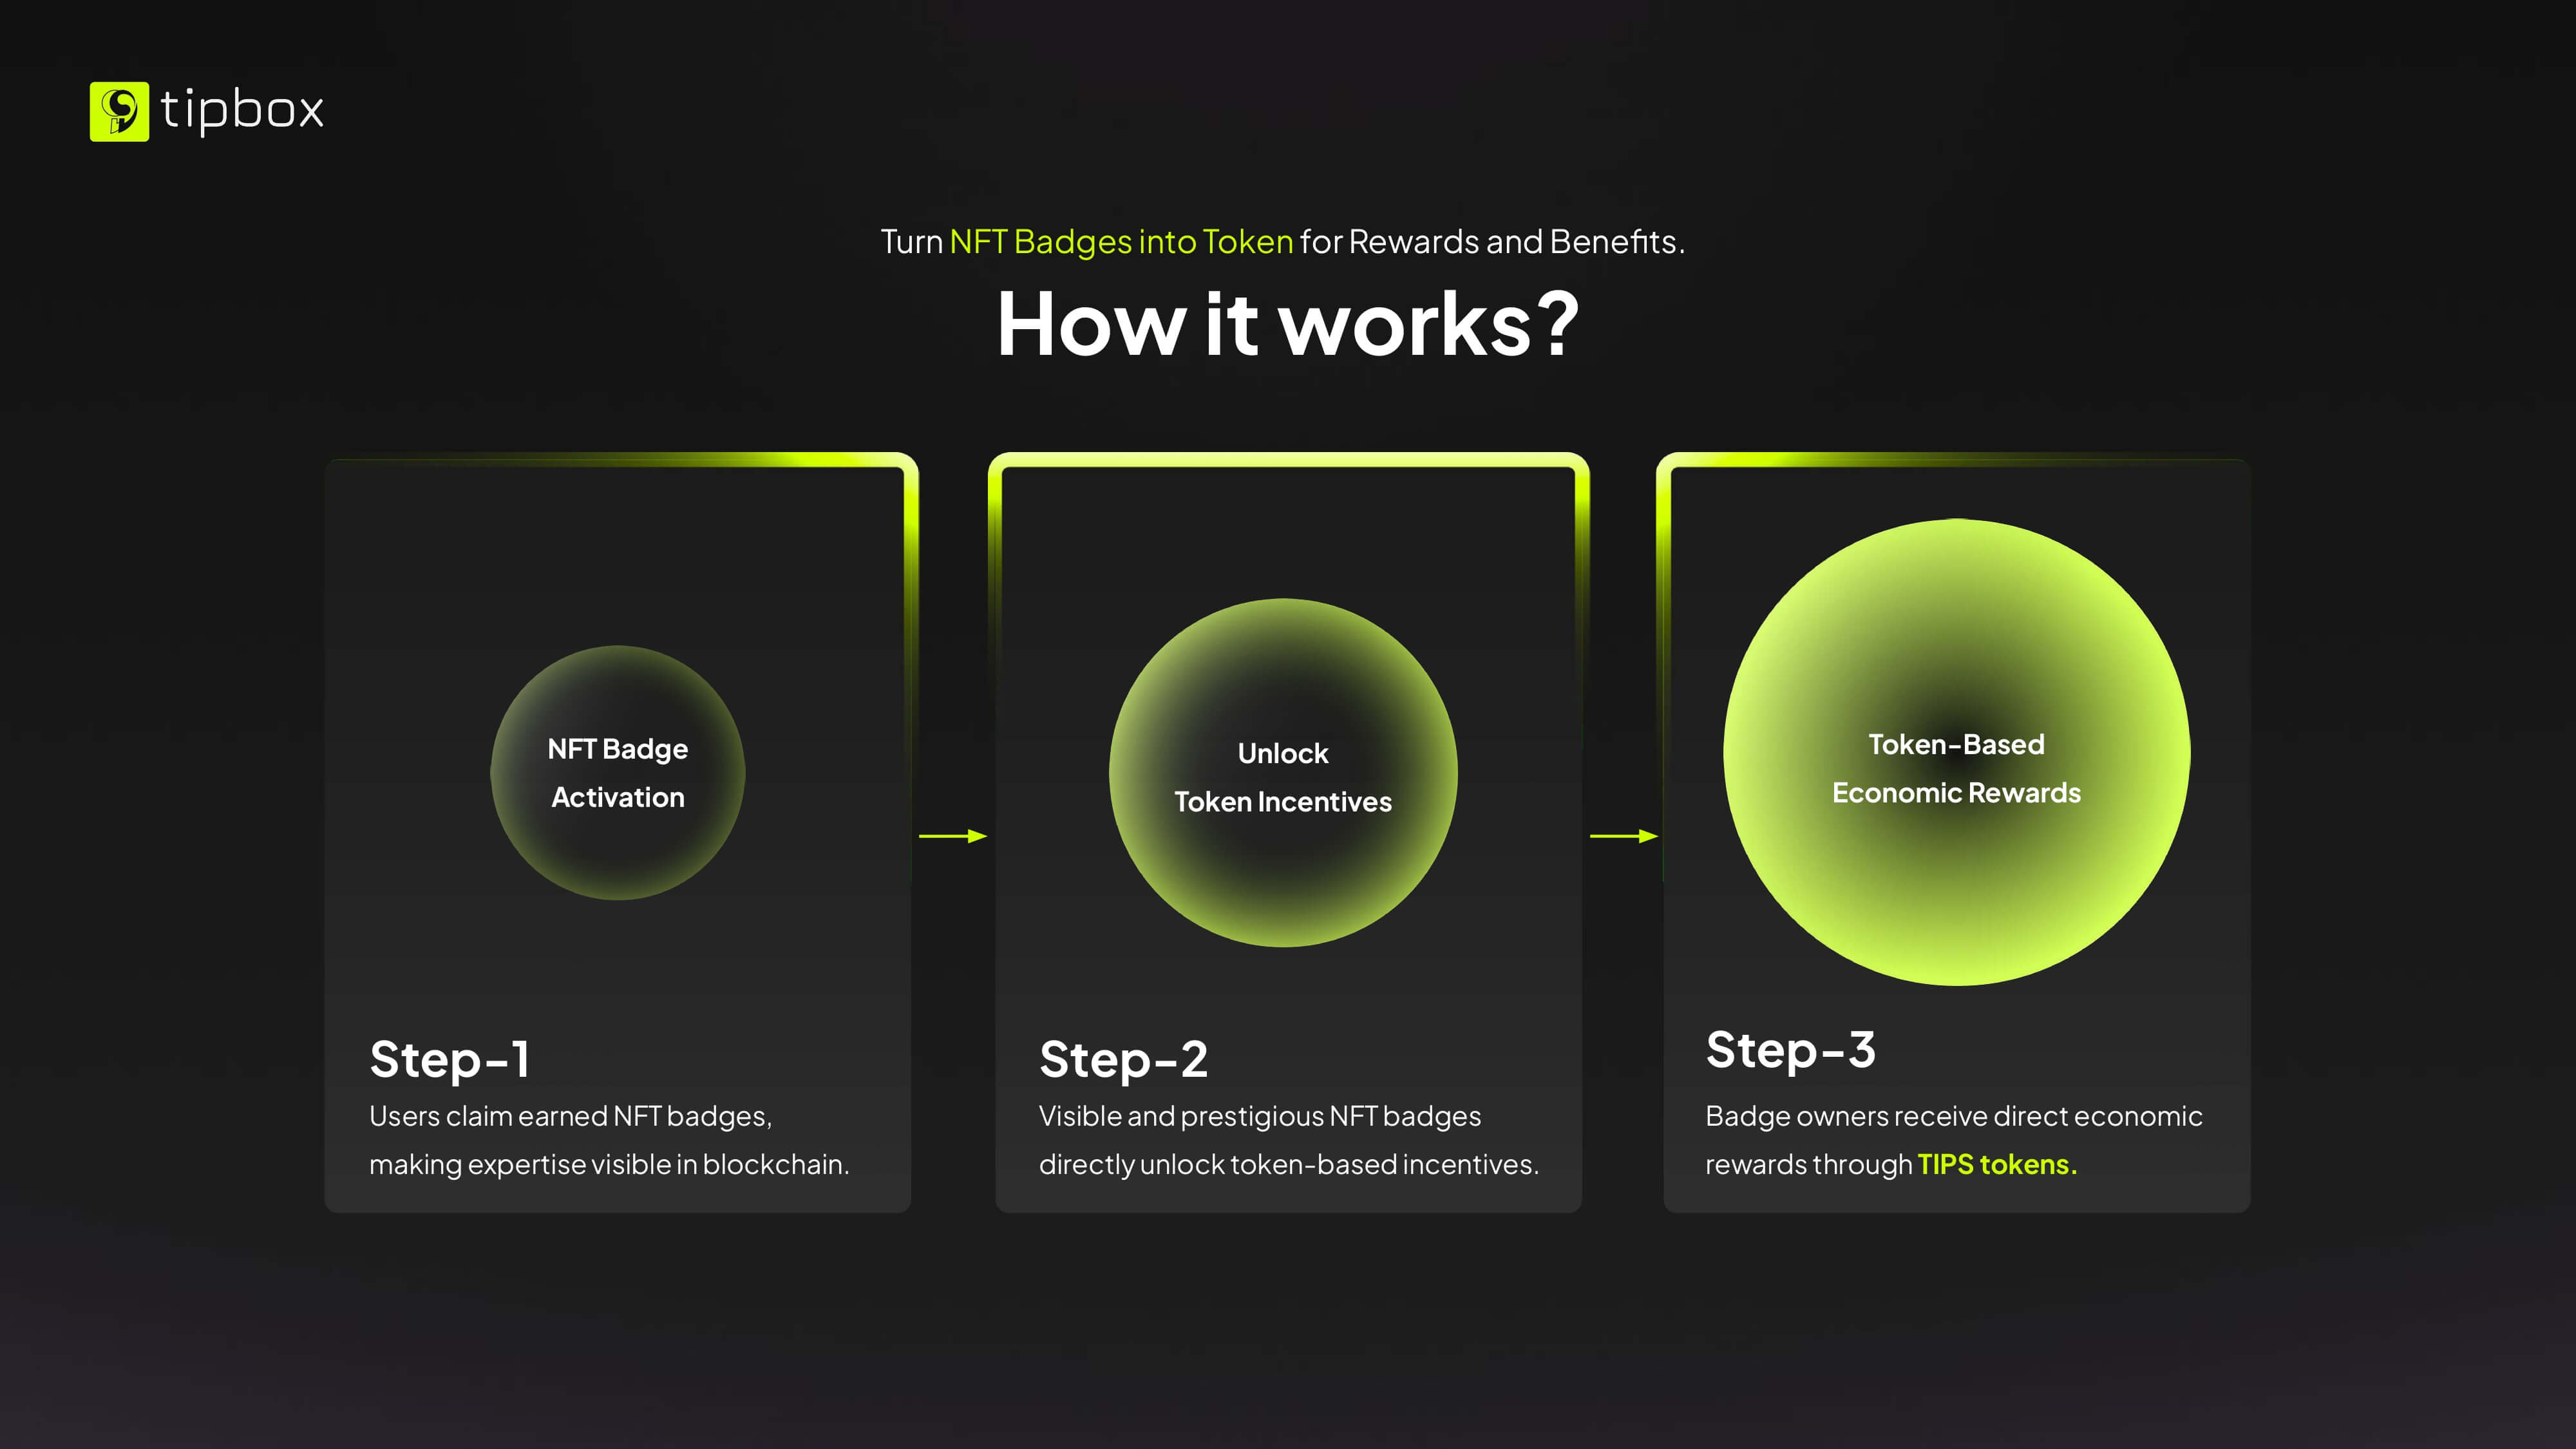 tipbox
Turn NFT Badges into Token for Rewards and Benefits.
How it works?
NFT Badge
Activation
Step-1
Users claim earned NFT badges,
making expertise visible in blockchain.
Unlock
Token Incentives
Step-2
Visible and prestigious NFT badges
directly unlock token-based incentives.
Token-Based
Economic Rewards
Step-3
Badge owners receive direct economic
rewards through TIPS tokens.